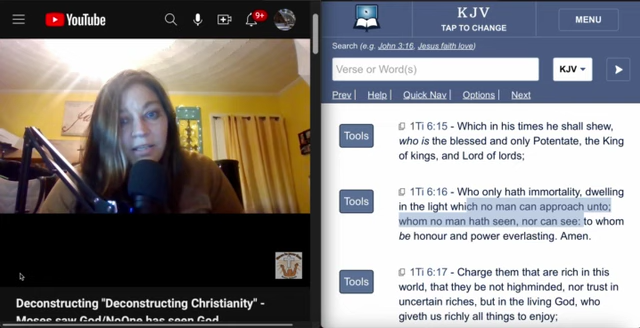 YouTube
9+
Deconstructing "Deconstructing Christianity" -
Moses saw God/NoOne has seen God
KJV
TAP TO CHANGE
MENU
Search (e.g. John 3:16, Jesus faith love)
Verse or Word(s)
KJV
Prev | Help | Quick Nav | Options | Next
Tools
1Ti 6:15 - Which in his times he shall shew,
who is the blessed and only Potentate, the King
of kings, and Lord of lords;
Tools
1Ti 6:16 - Who only hath immortality, dwelling
in the light which no man can approach unto;
whom no man hath seen, nor can see: to whom
be honour and power everlasting. Amen.
Tools
1Ti 6:17 - Charge them that are rich in this
world, that they be not highminded, nor trust in
uncertain riches, but in the living God, who
giveth us richly all things to enjoy;